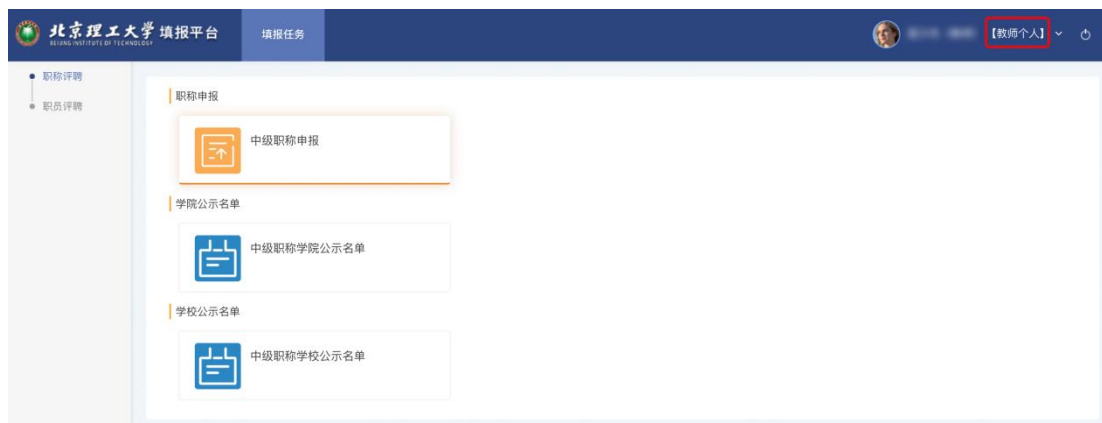 北京理工大学 填报平台 填报任务 【教师个人】
BEIJING INSTITUTE OF TECHNOLOGY
职称评聘
职员评聘
职称申报
中级职称申报
学院公示名单
中级职称学院公示名单
学校公示名单
中级职称学校公示名单